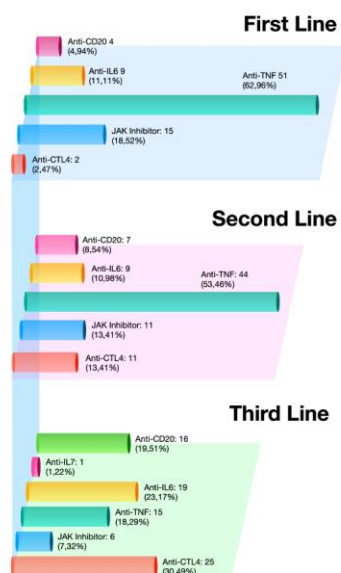 First Line
Anti-CD20 4
(4,94%)
Anti-IL6 9
(11,11%)
Anti-TNF 51
(62,96%)
JAK Inhibitor: 15
(18,52%)
Anti-CTL4: 2
(2,47%)
Second Line
Anti-CD20: 7
(8,54%)
Anti-IL6: 9
(10,98%)
Anti-TNF: 44
(53,46%)
JAK Inhibitor: 11
(13,41%)
Anti-CTL4: 11
(13,41%)
Third Line
Anti-CD20: 16
(19,51%)
Anti-IL7: 1
(1,22%)
Anti-IL6: 19
(23,17%)
Anti-TNF: 15
(18,29%)
JAK Inhibitor: 6
(7,32%)
Anti-CTL4: 25
(30,49%)